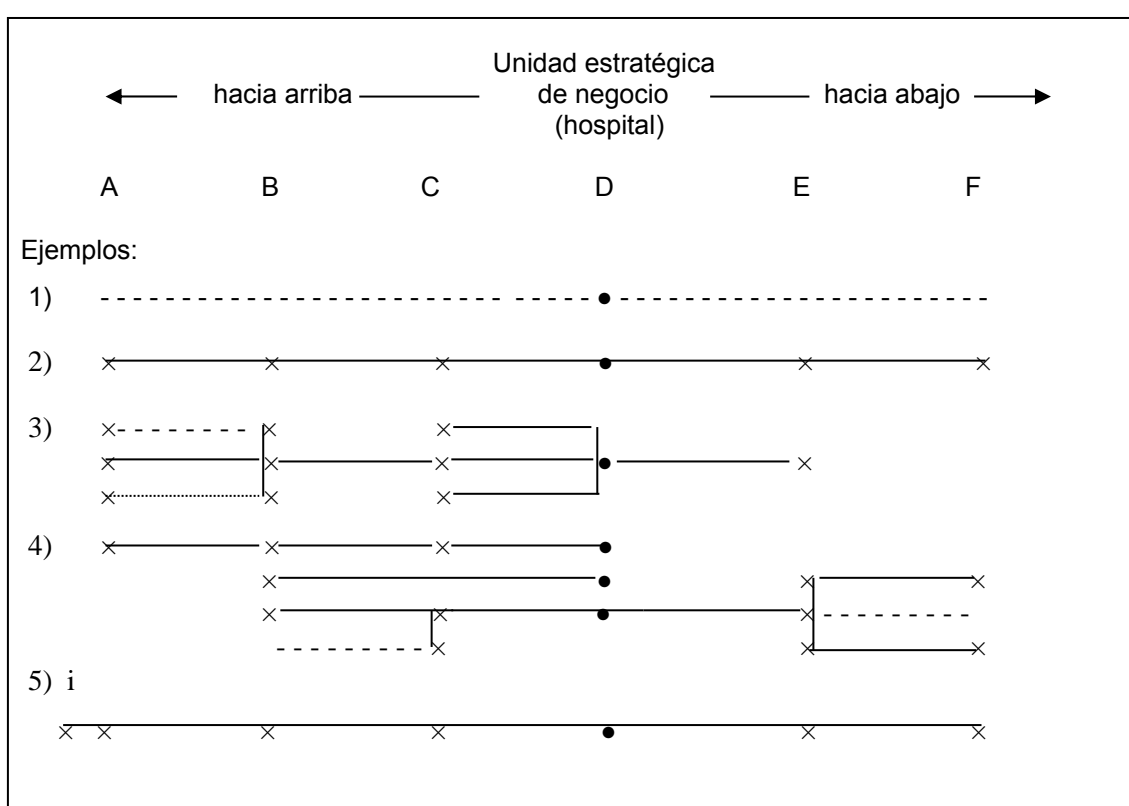 Unidad estratégica
hacia arriba de negocio hacia abajo
(hospital)
A B C D E F
Ejemplos:
1)
2)
3)
4)
5) i